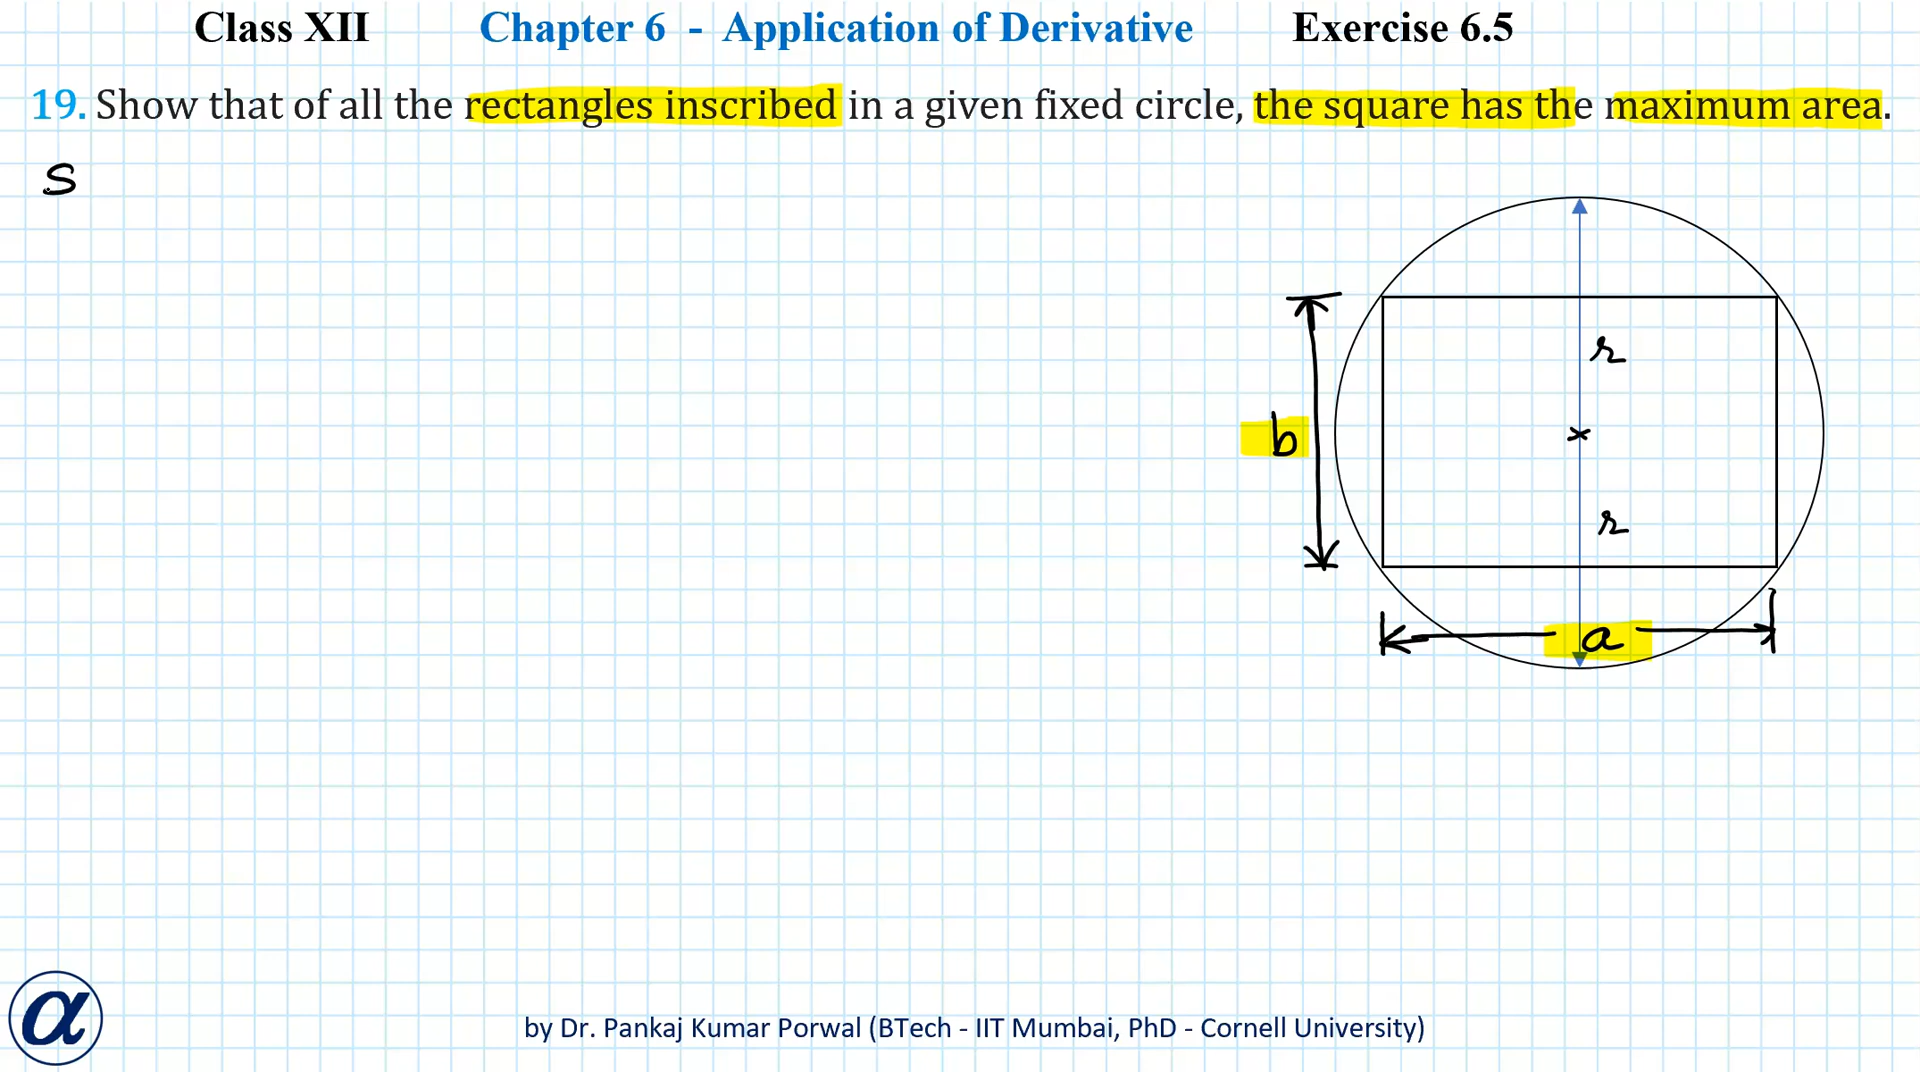 Class XII Chapter 6 - Application of Derivative Exercise 6.5
19. Show that of all the rectangles inscribed in a given fixed circle, the square has the maximum area.
S
r
b
r
a
α
by Dr. Pankaj Kumar Porwal (BTech - IIT Mumbai, PhD - Cornell University)